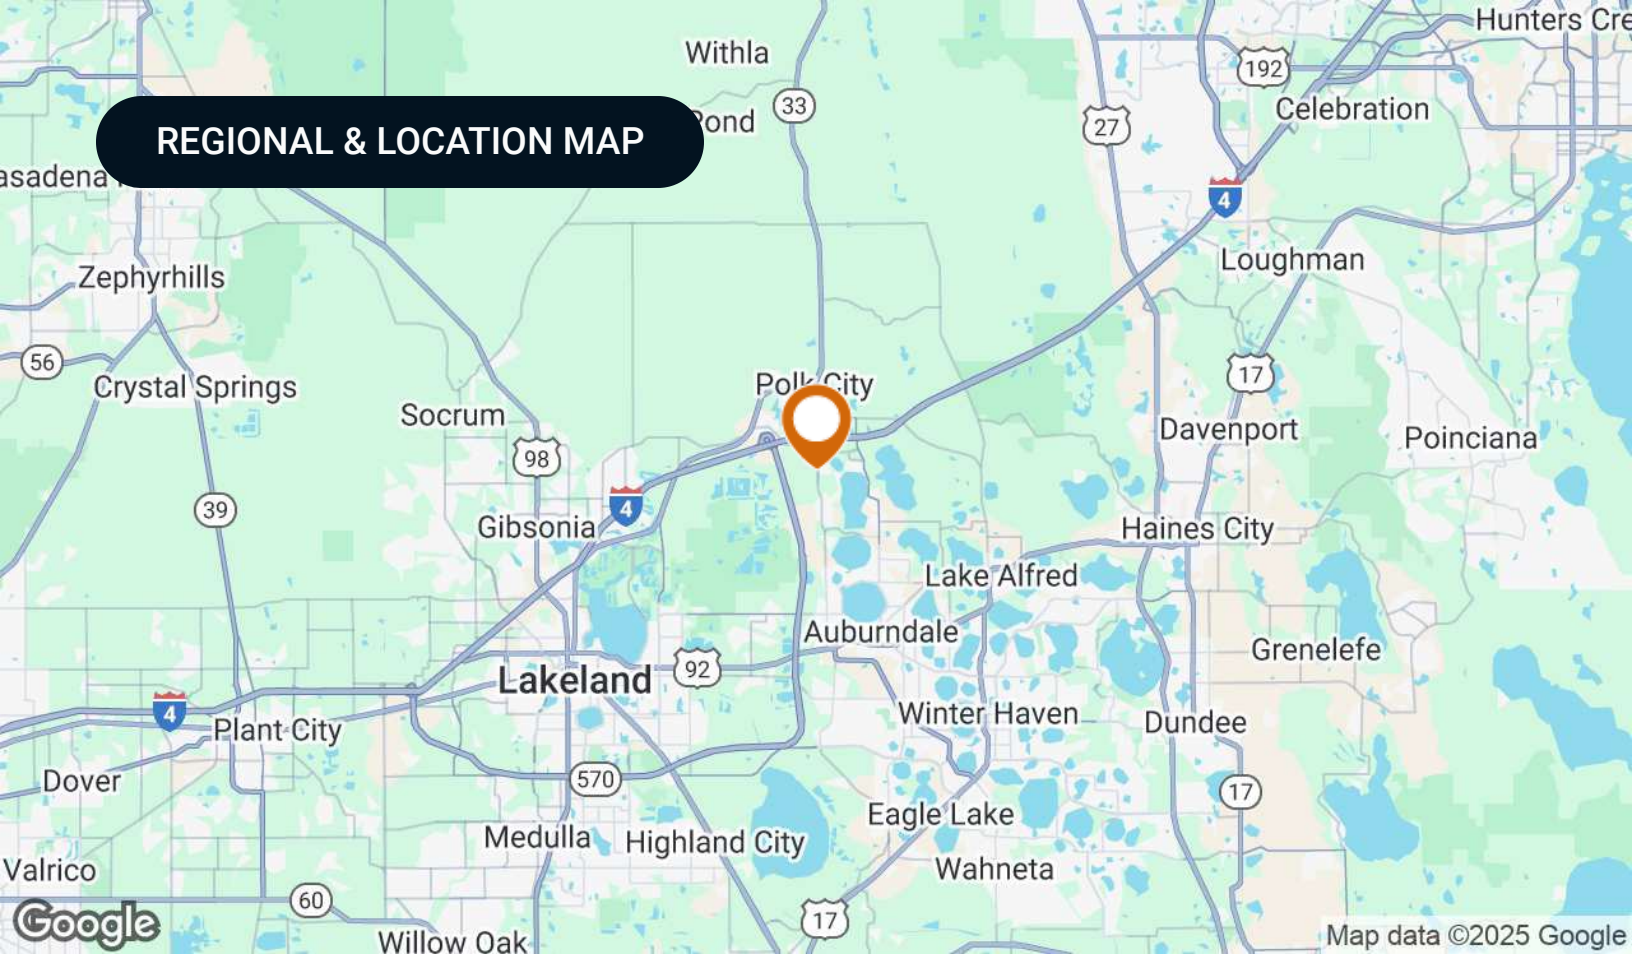 Hunters Cre
Withla
192
33
Celebration
Pond
27
REGIONAL & LOCATION MAP
asadena
4
Loughman
Zephyrhills
56
17
Crystal Springs
Polk City
Socrum
Davenport
Poinciana
98
39
4
Gibsonia
Haines City
Lake Alfred
Auburndale
Grenelefe
92
Lakeland
4
Winter Haven
Dundee
Plant City
Dover
570
17
Eagle Lake
Medulla
Highland City
Valrico
Wahneta
60
17
Google
Willow Oak
Map data ©2025 Google